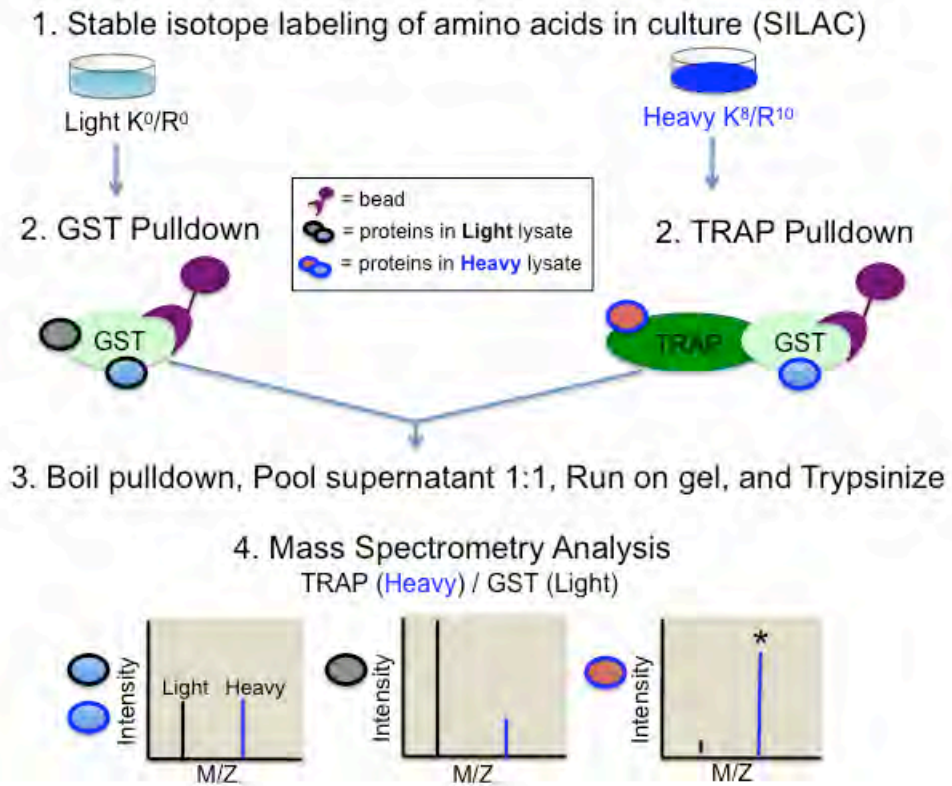 1. Stable isotope labeling of amino acids in culture (SILAC)
Light K⁰/R⁰
Heavy K⁸/R¹⁰
= bead
= proteins in Light lysate
= proteins in Heavy lysate
2. GST Pulldown
2. TRAP Pulldown
GST
TRAP
GST
3. Boil pulldown, Pool supernatant 1:1, Run on gel, and Trypsinize
4. Mass Spectrometry Analysis
TRAP (Heavy) / GST (Light)
Intensity
Light
Heavy
M/Z
Intensity
M/Z
Intensity
*
M/Z